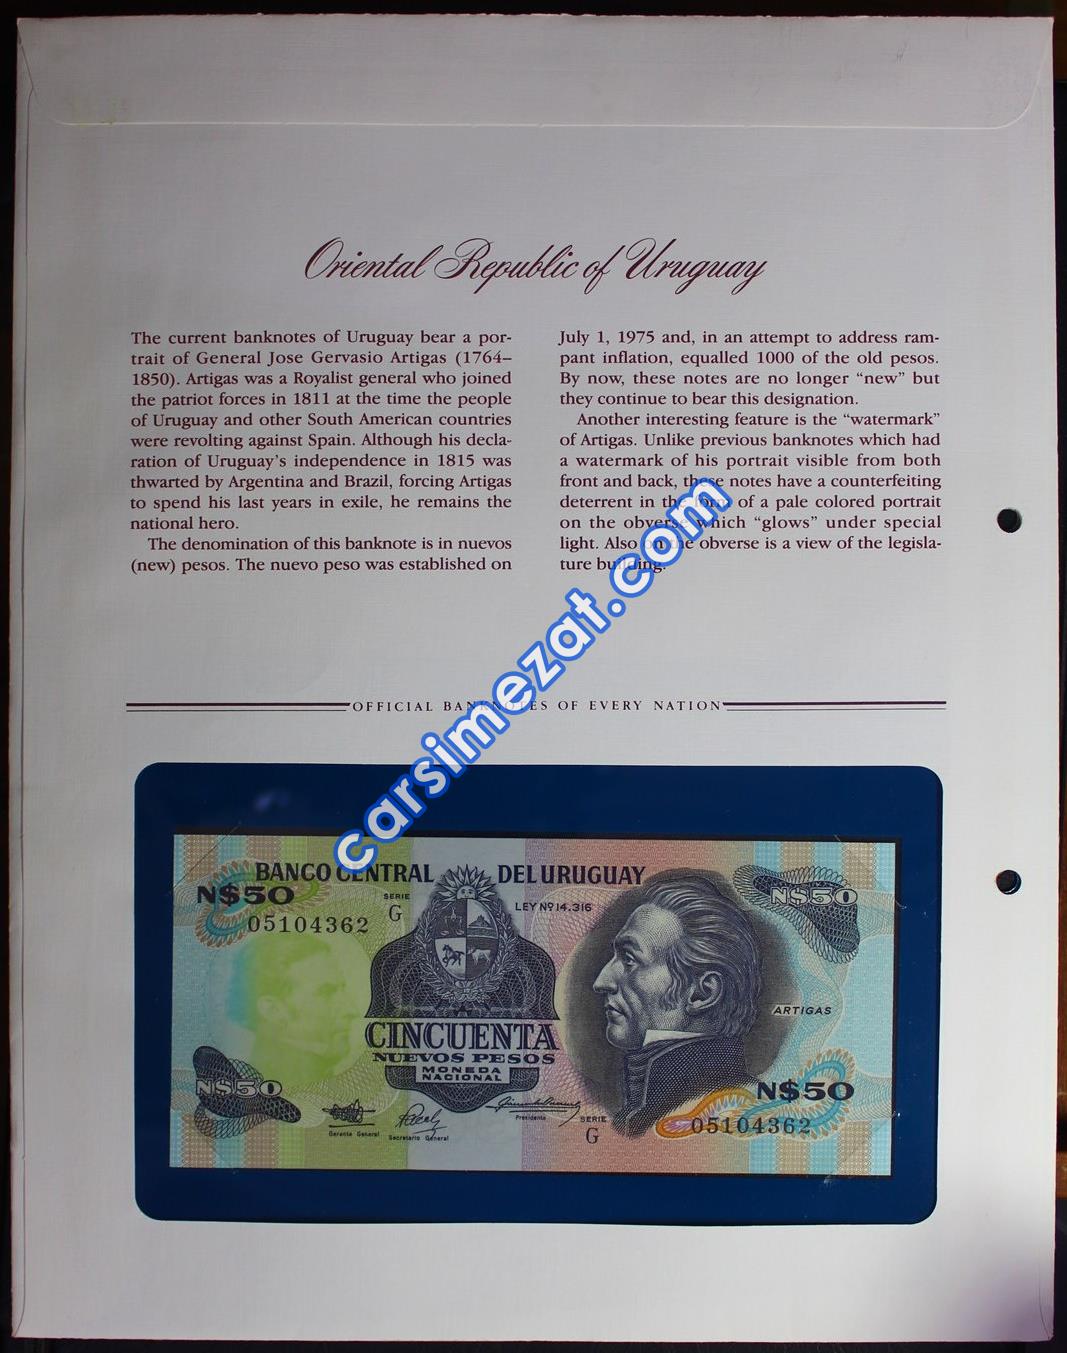 Oriental Republic of Uruguay
The current banknotes of Uruguay bear a por-
trait of General Jose Gervasio Artigas (1764–
1850). Artigas was a Royalist general who joined
the patriot forces in 1811 at the time the people
of Uruguay and other South American countries
were revolting against Spain. Although his decla-
ration of Uruguay's independence in 1815 was
thwarted by Argentina and Brazil, forcing Artigas
to spend his last years in exile, he remains the
national hero.
The denomination of this banknote is in nuevos
(new) pesos. The nuevo peso was established on
July 1, 1975 and, in an attempt to address ram-
pant inflation, equalled 1000 of the old pesos.
By now, these notes are no longer “new” but
they continue to bear this designation.
Another interesting feature is the “watermark”
of Artigas. Unlike previous banknotes which had
a watermark of his portrait visible from both
front and back, these notes have a counterfeiting
deterrent in the form of a pale colored portrait
on the obverse which “glows” under special
light. Also on the obverse is a view of the legisla-
ture building.
carsimezat.com
OFFICIAL BANKNOTES OF EVERY NATION
BANCO CENTRAL DEL URUGUAY
N$50
SERIE
G
05104362
LEY Nº 14.316
N$50
ARTIGAS
CINCUENTA
NUEVOS PESOS
MONEDA
NACIONAL
N$50
N$50
Gerente General
Secretario General
Presidente
SERIE
G
05104362